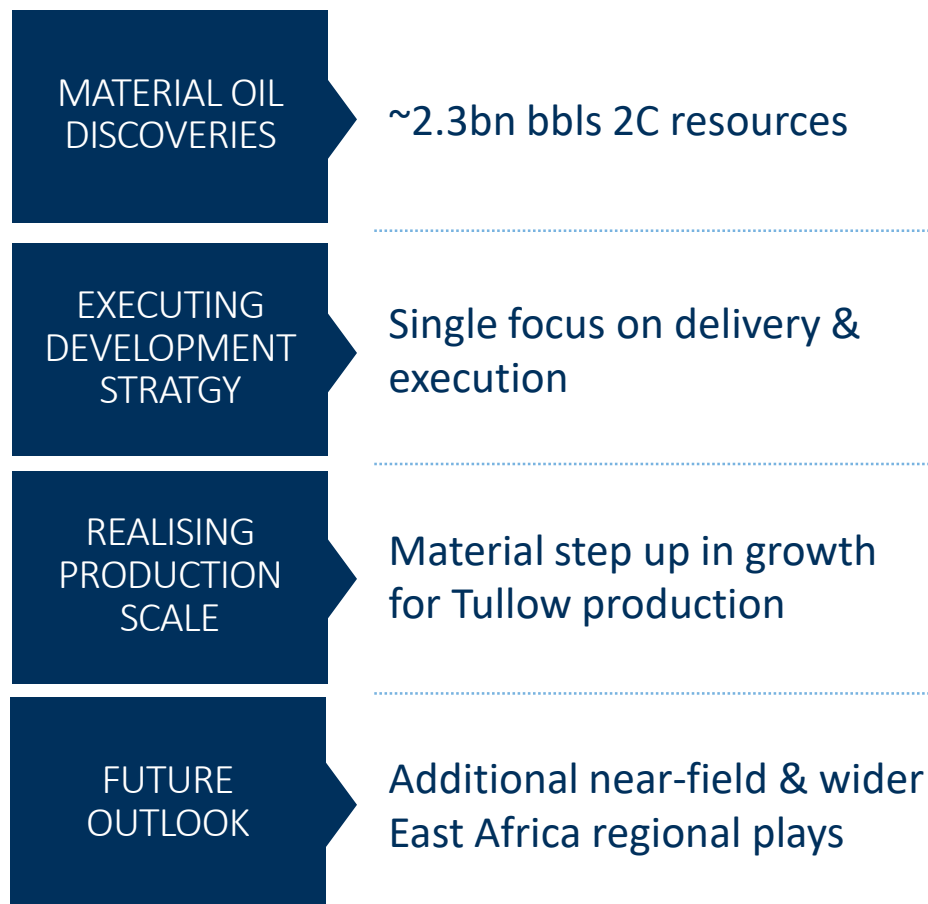 MATERIAL OIL
DISCOVERIES
~2.3bn bbls 2C resources
EXECUTING
DEVELOPMENT
STRATGY
Single focus on delivery &
execution
REALISING
PRODUCTION
SCALE
Material step up in growth
for Tullow production
FUTURE
OUTLOOK
Additional near-field & wider
East Africa regional plays